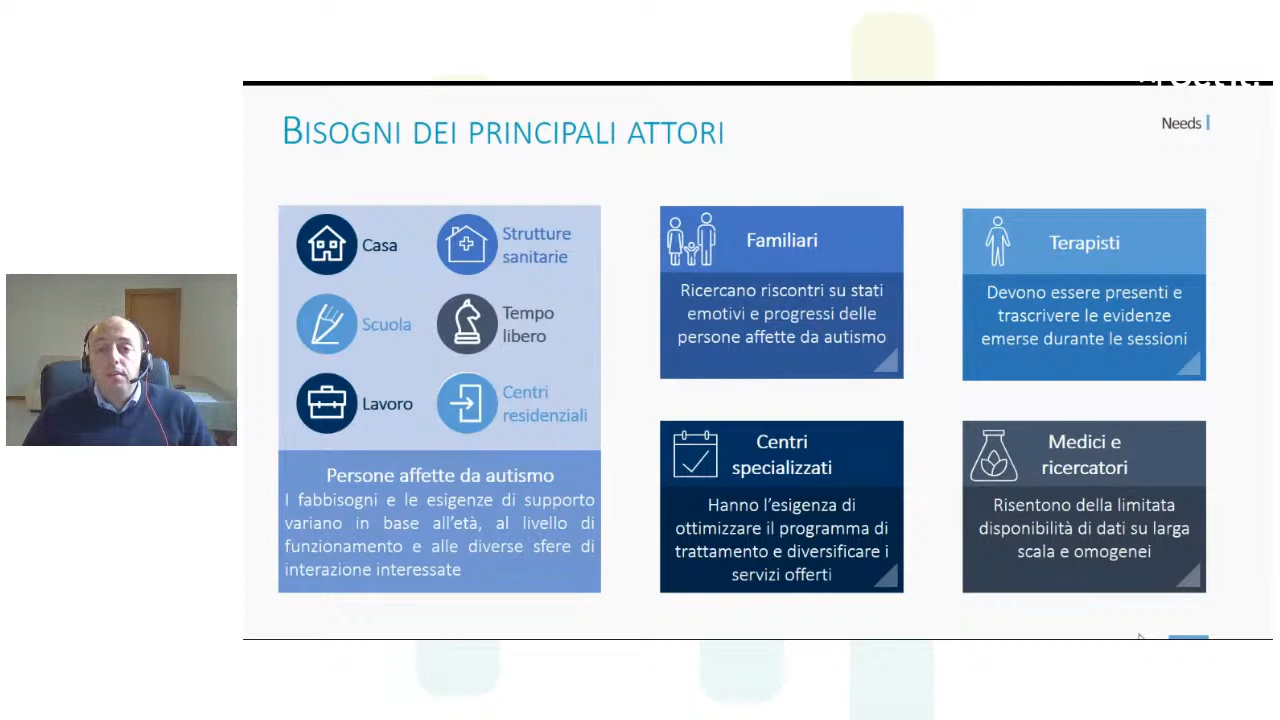 BISOGNI DEI PRINCIPALI ATTORI
Needs
Casa
Strutture
sanitarie
Scuola
Tempo
libero
Lavoro
Centri
residenziali
Persone affette da autismo
I fabbisogni e le esigenze di supporto
variano in base all'età, al livello di
funzionamento e alle diverse sfere di
interazione interessate
Familiari
Ricercano riscontri su stati
emotivi e progressi delle
persone affette da autismo
Terapisti
Devono essere presenti e
trascrivere le evidenze
emerse durante le sessioni
Centri
specializzati
Hanno l'esigenza di
ottimizzare il programma di
trattamento e diversificare i
servizi offerti
Medici e
ricercatori
Risentono della limitata
disponibilità di dati su larga
scala e omogenei